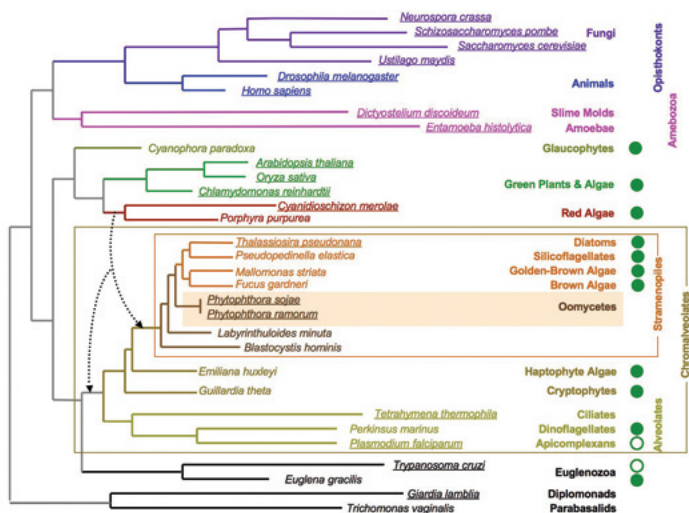 Neurospora crassa
Schizosaccharomyces pombe Fungi
Saccharomyces cerevisiae
Ustilago maydis
Opisthokonts
Drosophila melanogaster
Animals
Homo sapiens
Dictyostelium discoideum Slime Molds
Entamoeba histolytica Amoebae
Amebozoa
Cyanophora paradoxa Glaucophytes
Arabidopsis thaliana
Oryza sativa Green Plants & Algae
Chlamydomonas reinhardtii
Cyanidioschizon merolae Red Algae
Porphyra purpurea
Thalassiosira pseudonana Diatoms
Pseudopedinella elastica Silicoflagellates
Mallomonas striata Golden-Brown Algae
Fucus gardneri Brown Algae
Phytophthora sojae Oomycetes
Phytophthora ramorum
Labyrinthuloides minuta
Blastocystis hominis
Stramenopiles
Chromalveolates
Emiliana huxleyi Haptophyte Algae
Guillardia theta Cryptophytes
Tetrahymena thermophila Ciliates
Perkinsus marinus Dinoflagellates
Plasmodium falciparum Apicomplexans
Alveolates
Trypanosoma cruzi Euglenozoa
Euglena gracilis
Giardia lamblia Diplomonads
Trichomonas vaginalis Parabasalids